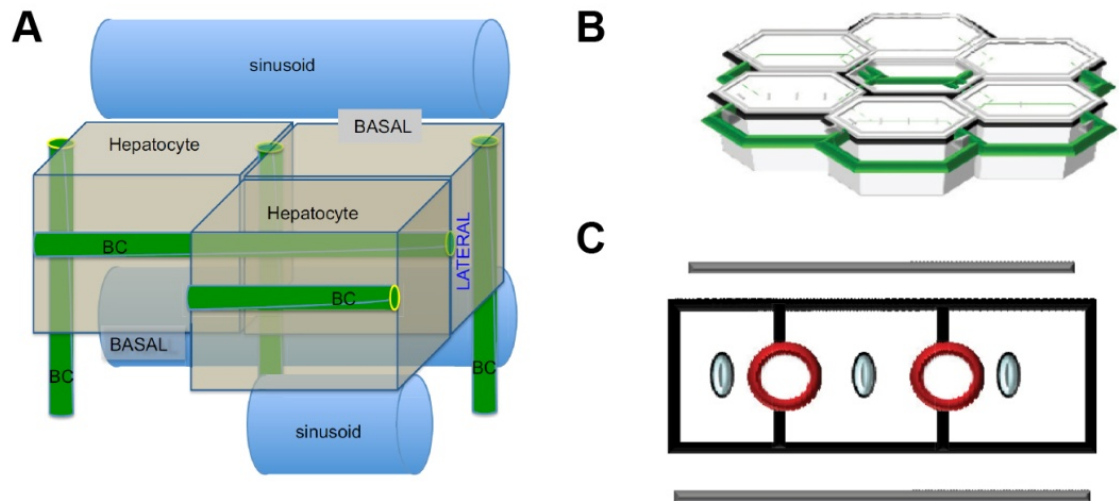 A
sinusoid
BASAL
Hepatocyte
Hepatocyte
BC
LATERAL
BC
BASAL
BC
BC
sinusoid
B
C